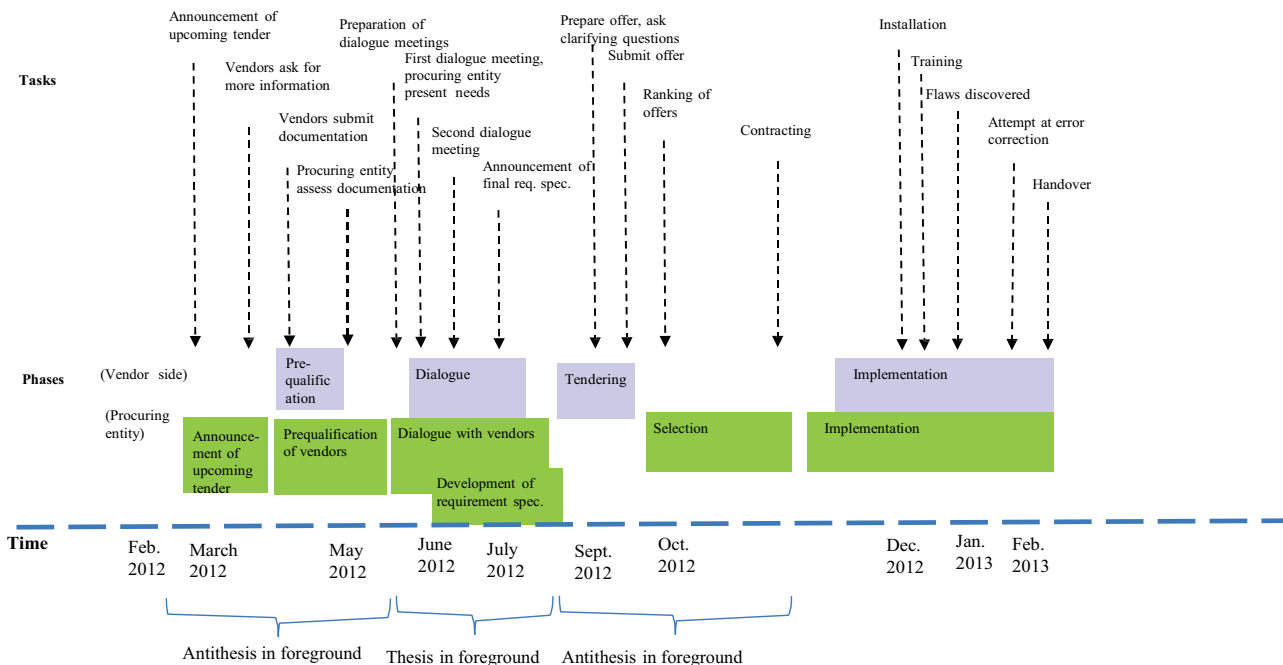 Announcement of
upcoming tender
Preparation of
dialogue meetings
Prepare offer, ask
clarifying questions
Installation
Tasks
Vendors ask for
more information
First dialogue meeting,
procuring entity
present needs
Submit offer
Training
Vendors submit
documentation
Ranking of
offers
Flaws discovered
Second dialogue
meeting
Contracting
Attempt at error
correction
Procuring entity
assess documentation
Announcement of
final req. spec.
Handover
Phases
(Vendor side)
Pre-
qualific
ation
Dialogue
Tendering
Implementation
(Procuring
entity)
Announce-
ment of
upcoming
tender
Prequalification
of vendors
Dialogue with vendors
Development of
requirement spec.
Selection
Implementation
Time
Feb.
2012
March
2012
May
2012
June
2012
July
2012
Sept.
2012
Oct.
2012
Dec.
2012
Jan.
2013
Feb.
2013
Antithesis in foreground
Thesis in foreground
Antithesis in foreground